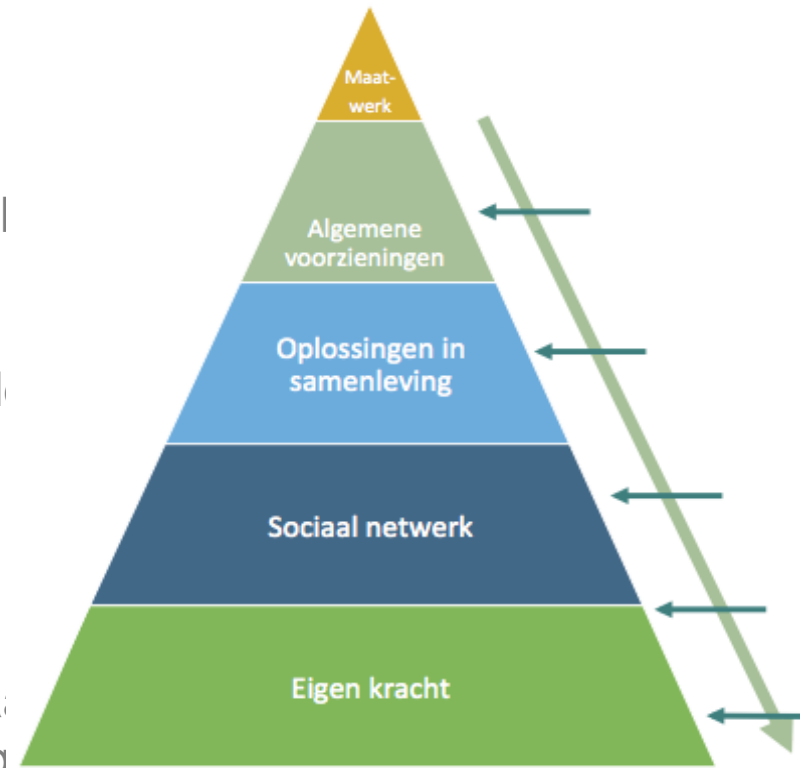 Maat-
werk
Algemene
voorzieningen
Oplossingen in
samenleving
Sociaal netwerk
Eigen kracht